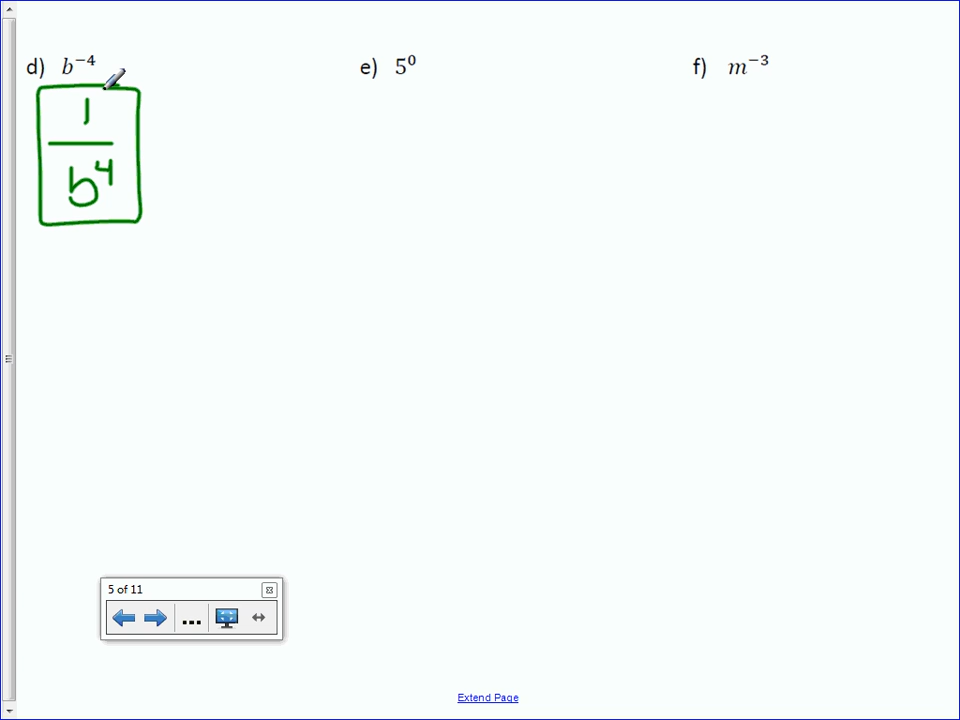 d) b⁻⁴ e) 5⁰ f) m⁻³
1
b⁴
5 of 11
...
Extend Page